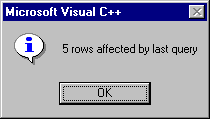 Microsoft Visual C++
5 rows affected by last query
OK